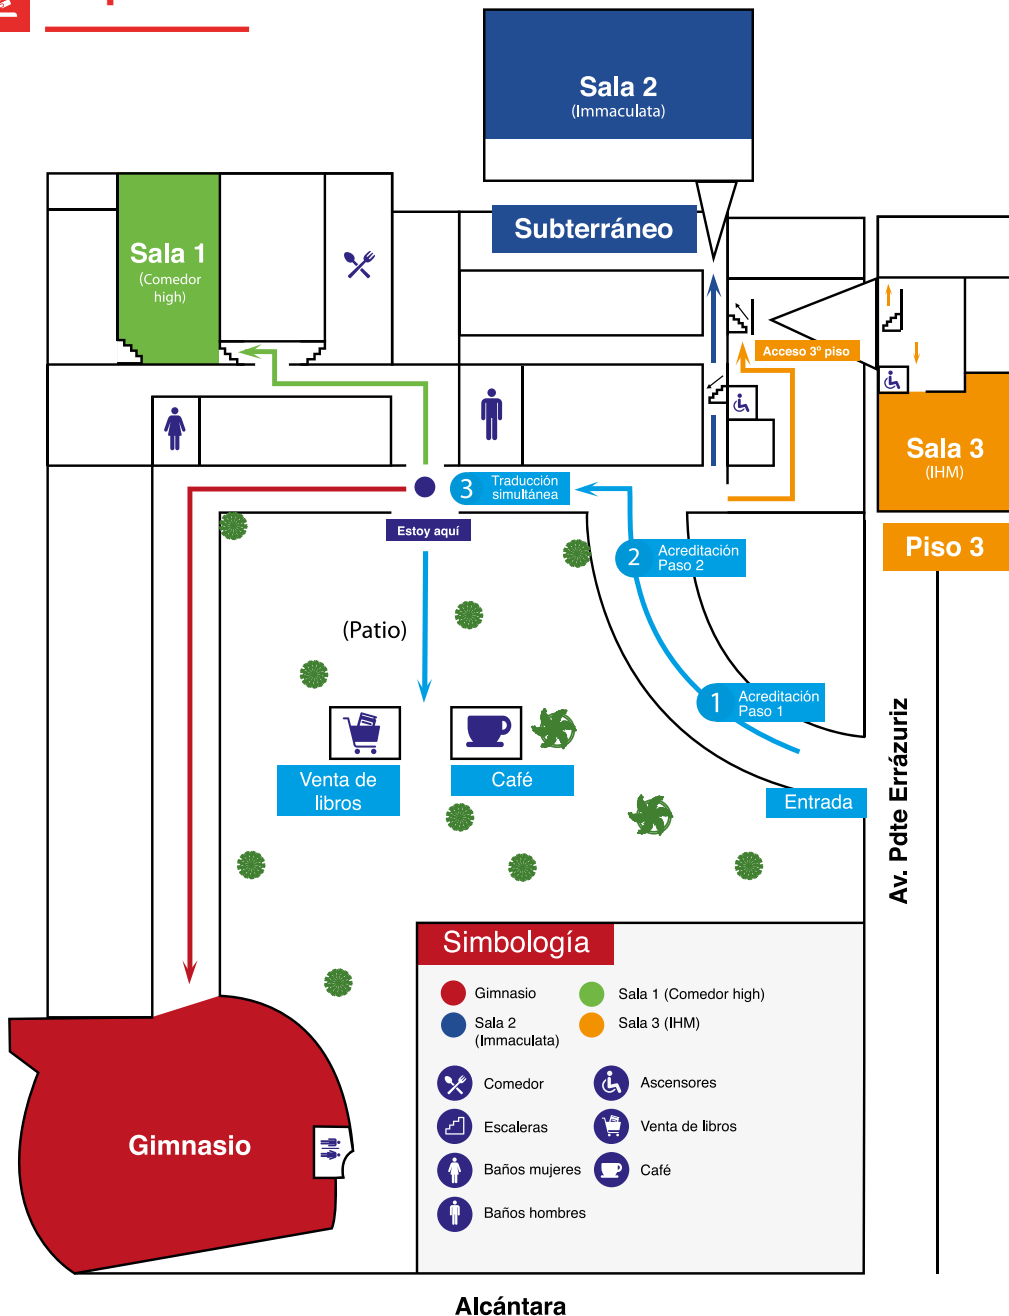 Sala 2
(Immaculata)
Subterráneo
Sala 1
(Comedor
high)
Acceso 3º piso
Sala 3
(IHM)
Piso 3
3
Traducción
simultánea
Estoy aquí
2
Acreditación
Paso 2
(Patio)
1
Acreditación
Paso 1
Venta de
libros
Café
Entrada
Av. Pdte Errázuriz
Simbología
Gimnasio
Sala 1 (Comedor high)
Sala 2
(Immaculata)
Sala 3 (IHM)
Comedor
Ascensores
Escaleras
Venta de libros
Baños mujeres
Café
Baños hombres
Gimnasio
Alcántara